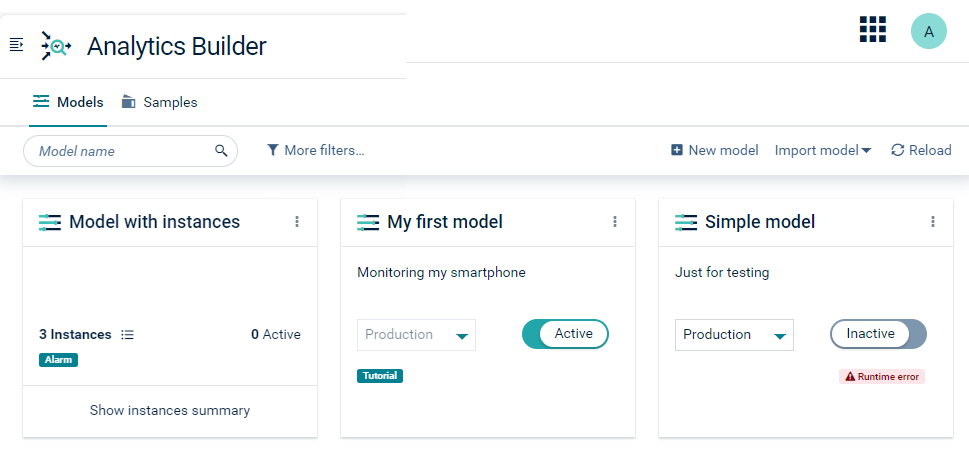 Analytics Builder
A
Models Samples
Model name More filters... New model Import model Reload
Model with instances
3 Instances 0 Active
Alarm
Show instances summary
My first model
Monitoring my smartphone
Production Active
Tutorial
Simple model
Just for testing
Production Inactive
Runtime error